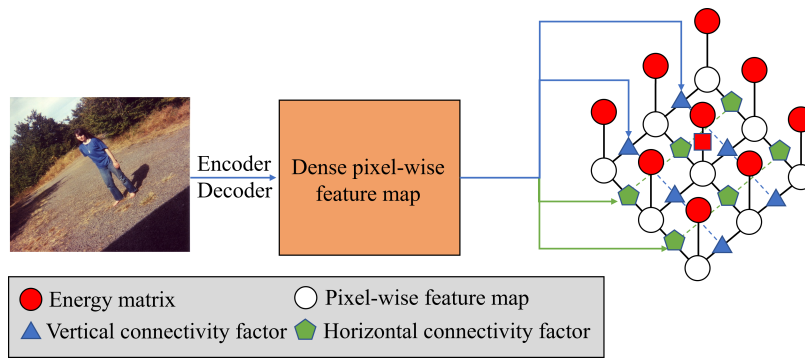 Encoder
Decoder
Dense pixel-wise
feature map
Energy matrix
Pixel-wise feature map
Vertical connectivity factor
Horizontal connectivity factor